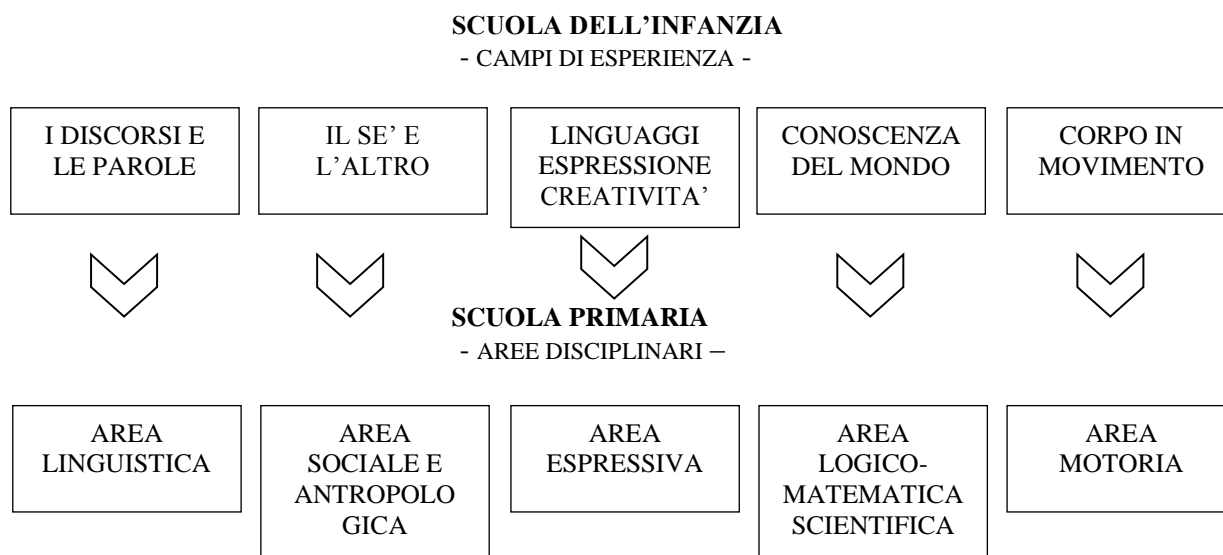 SCUOLA DELL’INFANZIA
- CAMPI DI ESPERIENZA -
I DISCORSI E
LE PAROLE
IL SE’ E
L’ALTRO
LINGUAGGI
ESPRESSIONE
CREATIVITA’
CONOSCENZA
DEL MONDO
CORPO IN
MOVIMENTO
SCUOLA PRIMARIA
- AREE DISCIPLINARI –
AREA
LINGUISTICA
AREA
SOCIALE E
ANTROPOLO
GICA
AREA
ESPRESSIVA
AREA
LOGICO-
MATEMATICA
SCIENTIFICA
AREA
MOTORIA